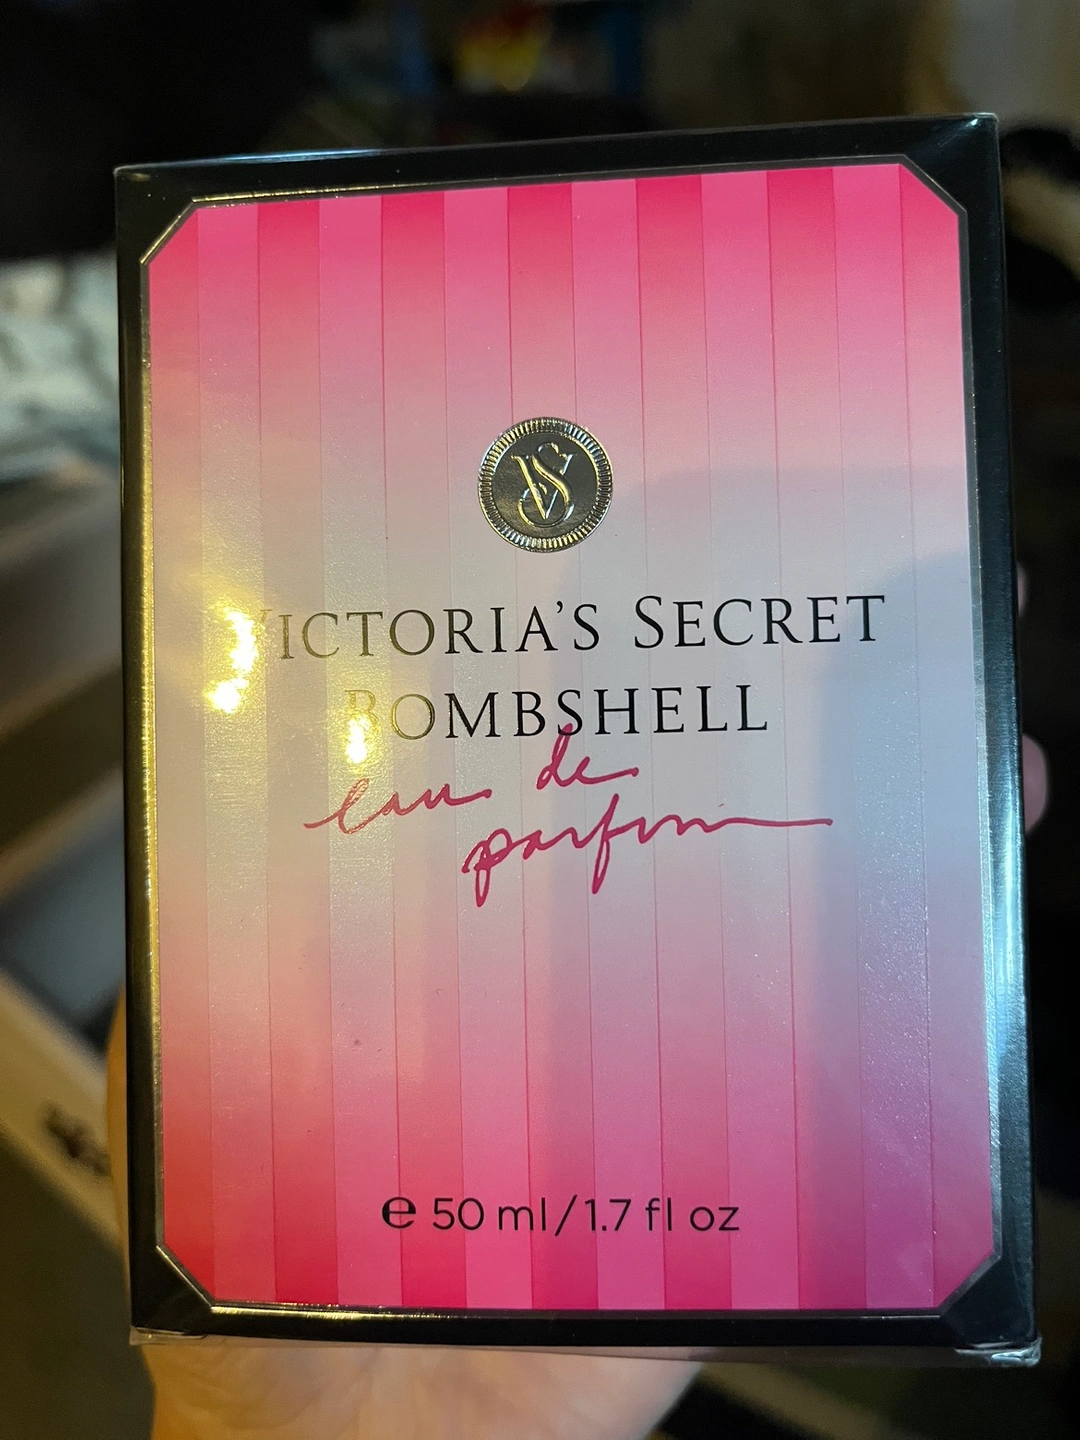 VS
VICTORIA'S SECRET
BOMBSHELL
eau de
parfum
℮ 50 ml/1.7 fl oz